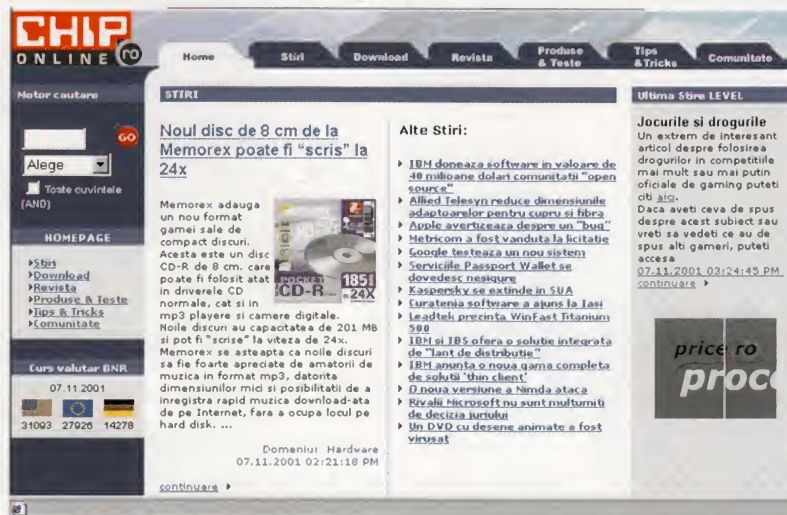 CHIP
ONLINE ro
Home
Stiri
Download
Revista
Produse
& Teste
Tips
& Tricks
Comunitate
Motor cautare
GO
Alege
Toate cuvintele
(AND)
HOMEPAGE
Stiri
Download
Revista
Produse & Teste
Tips & Tricks
Comunitate
Curs valutar BNR
07.11.2001
31093 27926 14278
STIRI
Noul disc de 8 cm de la
Memorex poate fi "scris" la
24x
Memorex adauga
un nou format
gamei sale de
compact discuri.
Acesta este un disc
CD-R de 8 cm. care
poate fi folosit atat
in driverele CD
normale, cat si in
mp3 playere si camere digitale.
Noile discuri au capacitatea de 201 MB
si pot fi "scrise" la viteza de 24x.
Memorex se asteapta ca noile discuri
sa fie foarte apreciate de amatorii de
muzica in format mp3, datorita
dimensiunilor mici si posibilitatii de a
inregistra rapid muzica download-ata
de pe Internet, fara a ocupa locul pe
hard disk. ...
POCKET
CD-R
185
24X
Domeniu: Hardware
07.11.2001 02:21:18 PM
continuare
Alte Stiri:
IBM doneaza software in valoare de
40 milioane dolari comunitatii "open
source"
Allied Telesyn reduce dimensiunile
adaptoarelor pentru cupru si fibra
Apple avertizeaza despre un "bug"
Metricom a fost vanduta la licitatie
Google testeaza un nou sistem
Serviciile Passport Wallet se
dovedesc nesigure
Kaspersky se extinde in SUA
Curatenia software a ajuns la Iasi
Leadtek prezinta WinFast Titanium
500
IBM si IBS ofera o solutie integrata
de "lant de distributie"
IBM anunta o noua gama completa
de solutii 'thin client'
O noua versiune a Nimda ataca
Rivalii Microsoft nu sunt multumiti
de decizia juriului
Un DVD cu desene animate a fost
virusat
Ultima Stire LEVEL
Jocurile si drogurile
Un extrem de interesant
articol despre folosirea
drogurilor in competitiile
mai mult sau mai putin
oficiale de gaming puteti
citi aici.
Daca aveti ceva de spus
despre acest subiect sau
vreti sa vedeti ce au de
spus alti gameri, puteti
accesa
07.11.2001 03:24:45 PM
continuare
price.ro
proce